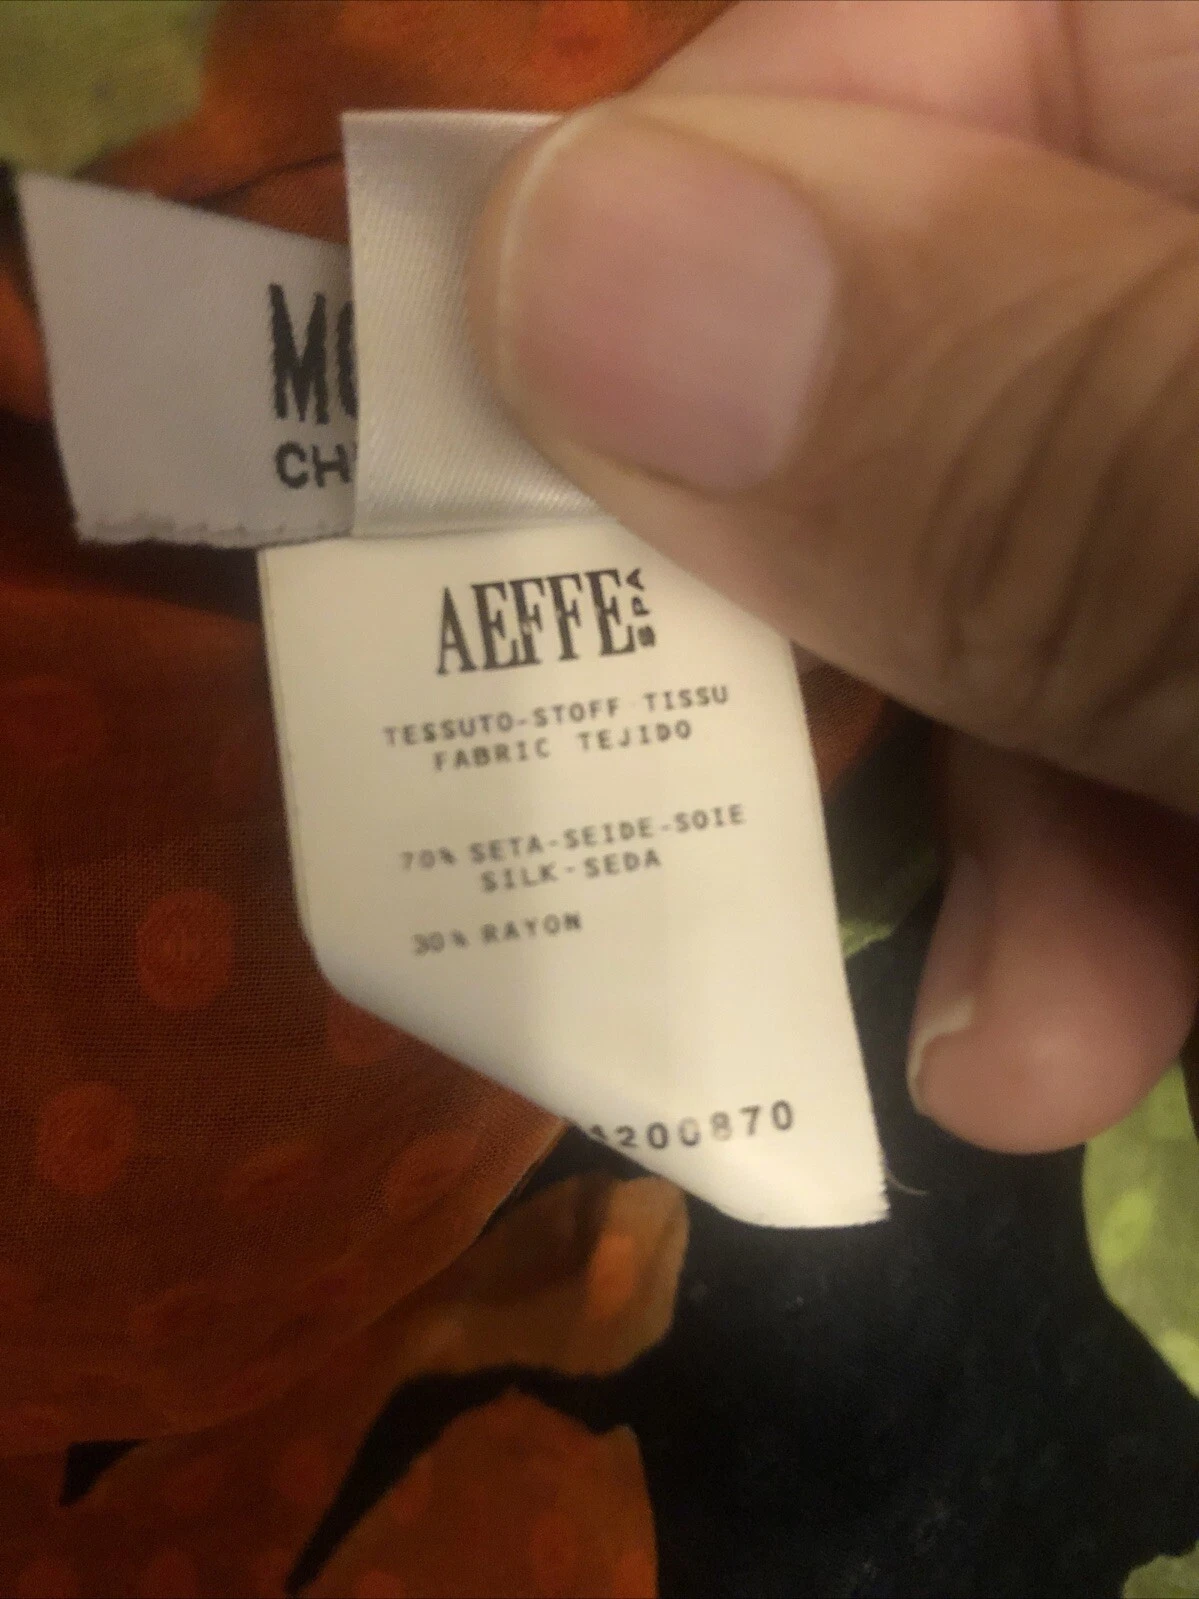 MO
CH
AEFFE SPA
TESSUTO-STOFF TISSU
FABRIC TEJIDO
70% SETA-SEIDE-SOIE
SILK-SEDA
30% RAYON
200870